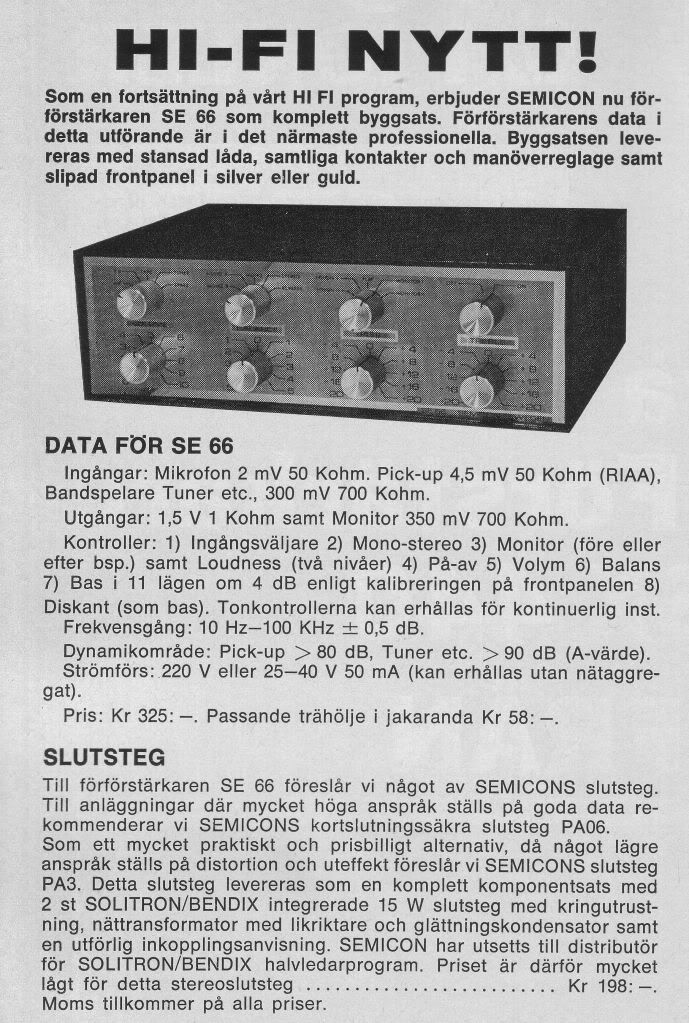 HI-FI NYTT!
Som en fortsättning på vårt HI FI program, erbjuder SEMICON nu för-
förstärkaren SE 66 som komplett byggsats. Förförstärkarens data i
detta utförande är i det närmaste professionella. Byggsatsen leve-
reras med stansad låda, samtliga kontakter och manöverreglage samt
slipad frontpanel i silver eller guld.
DATA FÖR SE 66
Ingångar: Mikrofon 2 mV 50 Kohm. Pick-up 4,5 mV 50 Kohm (RIAA),
Bandspelare Tuner etc., 300 mV 700 Kohm.
Utgångar: 1,5 V 1 Kohm samt Monitor 350 mV 700 Kohm.
Kontroller: 1) Ingångsväljare 2) Mono-stereo 3) Monitor (före eller
efter bsp.) samt Loudness (två nivåer) 4) På-av 5) Volym 6) Balans
7) Bas i 11 lägen om 4 dB enligt kalibreringen på frontpanelen 8)
Diskant (som bas). Tonkontrollerna kan erhållas för kontinuerlig inst.
Frekvensgång: 10 Hz—100 KHz ± 0,5 dB.
Dynamikområde: Pick-up > 80 dB, Tuner etc. > 90 dB (A-värde).
Strömförs: 220 V eller 25—40 V 50 mA (kan erhållas utan nätaggre-
gat).
Pris: Kr 325: —. Passande trähölje i jakaranda Kr 58: —.
SLUTSTEG
Till förförstärkaren SE 66 föreslår vi något av SEMICONS slutsteg.
Till anläggningar där mycket höga anspråk ställs på goda data re-
kommenderar vi SEMICONS kortslutningssäkra slutsteg PA06.
Som ett mycket praktiskt och prisbilligt alternativ, då något lägre
anspråk ställs på distortion och uteffekt föreslår vi SEMICONS slutsteg
PA3. Detta slutsteg levereras som en komplett komponentsats med
2 st SOLITRON/BENDIX integrerade 15 W slutsteg med kringutrust-
ning, nättransformator med likriktare och glättningskondensator samt
en utförlig inkopplingsanvisning. SEMICON har utsetts till distributör
för SOLITRON/BENDIX halvledarprogram. Priset är därför mycket
lågt för detta stereoslutsteg .......................... Kr 198: —.
Moms tillkommer på alla priser.